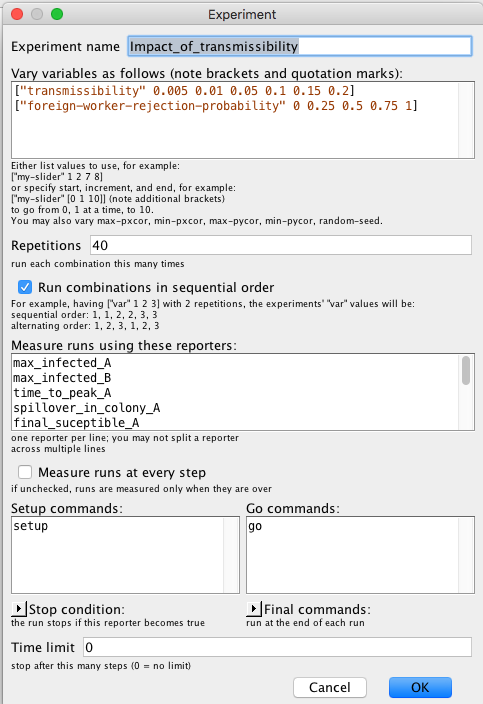 Experiment
Experiment name Impact_of_transmissibility
Vary variables as follows (note brackets and quotation marks):
["transmissibility" 0.005 0.01 0.05 0.1 0.15 0.2]
["foreign-worker-rejection-probability" 0 0.25 0.5 0.75 1]
Either list values to use, for example:
["my-slider" 1 2 7 8]
or specify start, increment, and end, for example:
["my-slider" [0 1 10]] (note additional brackets)
to go from 0, 1 at a time, to 10.
You may also vary max-pxcor, min-pxcor, max-pycor, min-pycor, random-seed.
Repetitions 40
run each combination this many times
Run combinations in sequential order
For example, having ["var" 1 2 3] with 2 repetitions, the experiments' "var" values will be:
sequential order: 1, 1, 2, 2, 3, 3
alternating order: 1, 2, 3, 1, 2, 3
Measure runs using these reporters:
max_infected_A
max_infected_B
time_to_peak_A
spillover_in_colony_A
final_suceptible_A
one reporter per line; you may not split a reporter
across multiple lines
Measure runs at every step
if unchecked, runs are measured only when they are over
Setup commands: Go commands:
setup go
Stop condition: Final commands:
the run stops if this reporter becomes true run at the end of each run
Time limit 0
stop after this many steps (0 = no limit)
Cancel OK